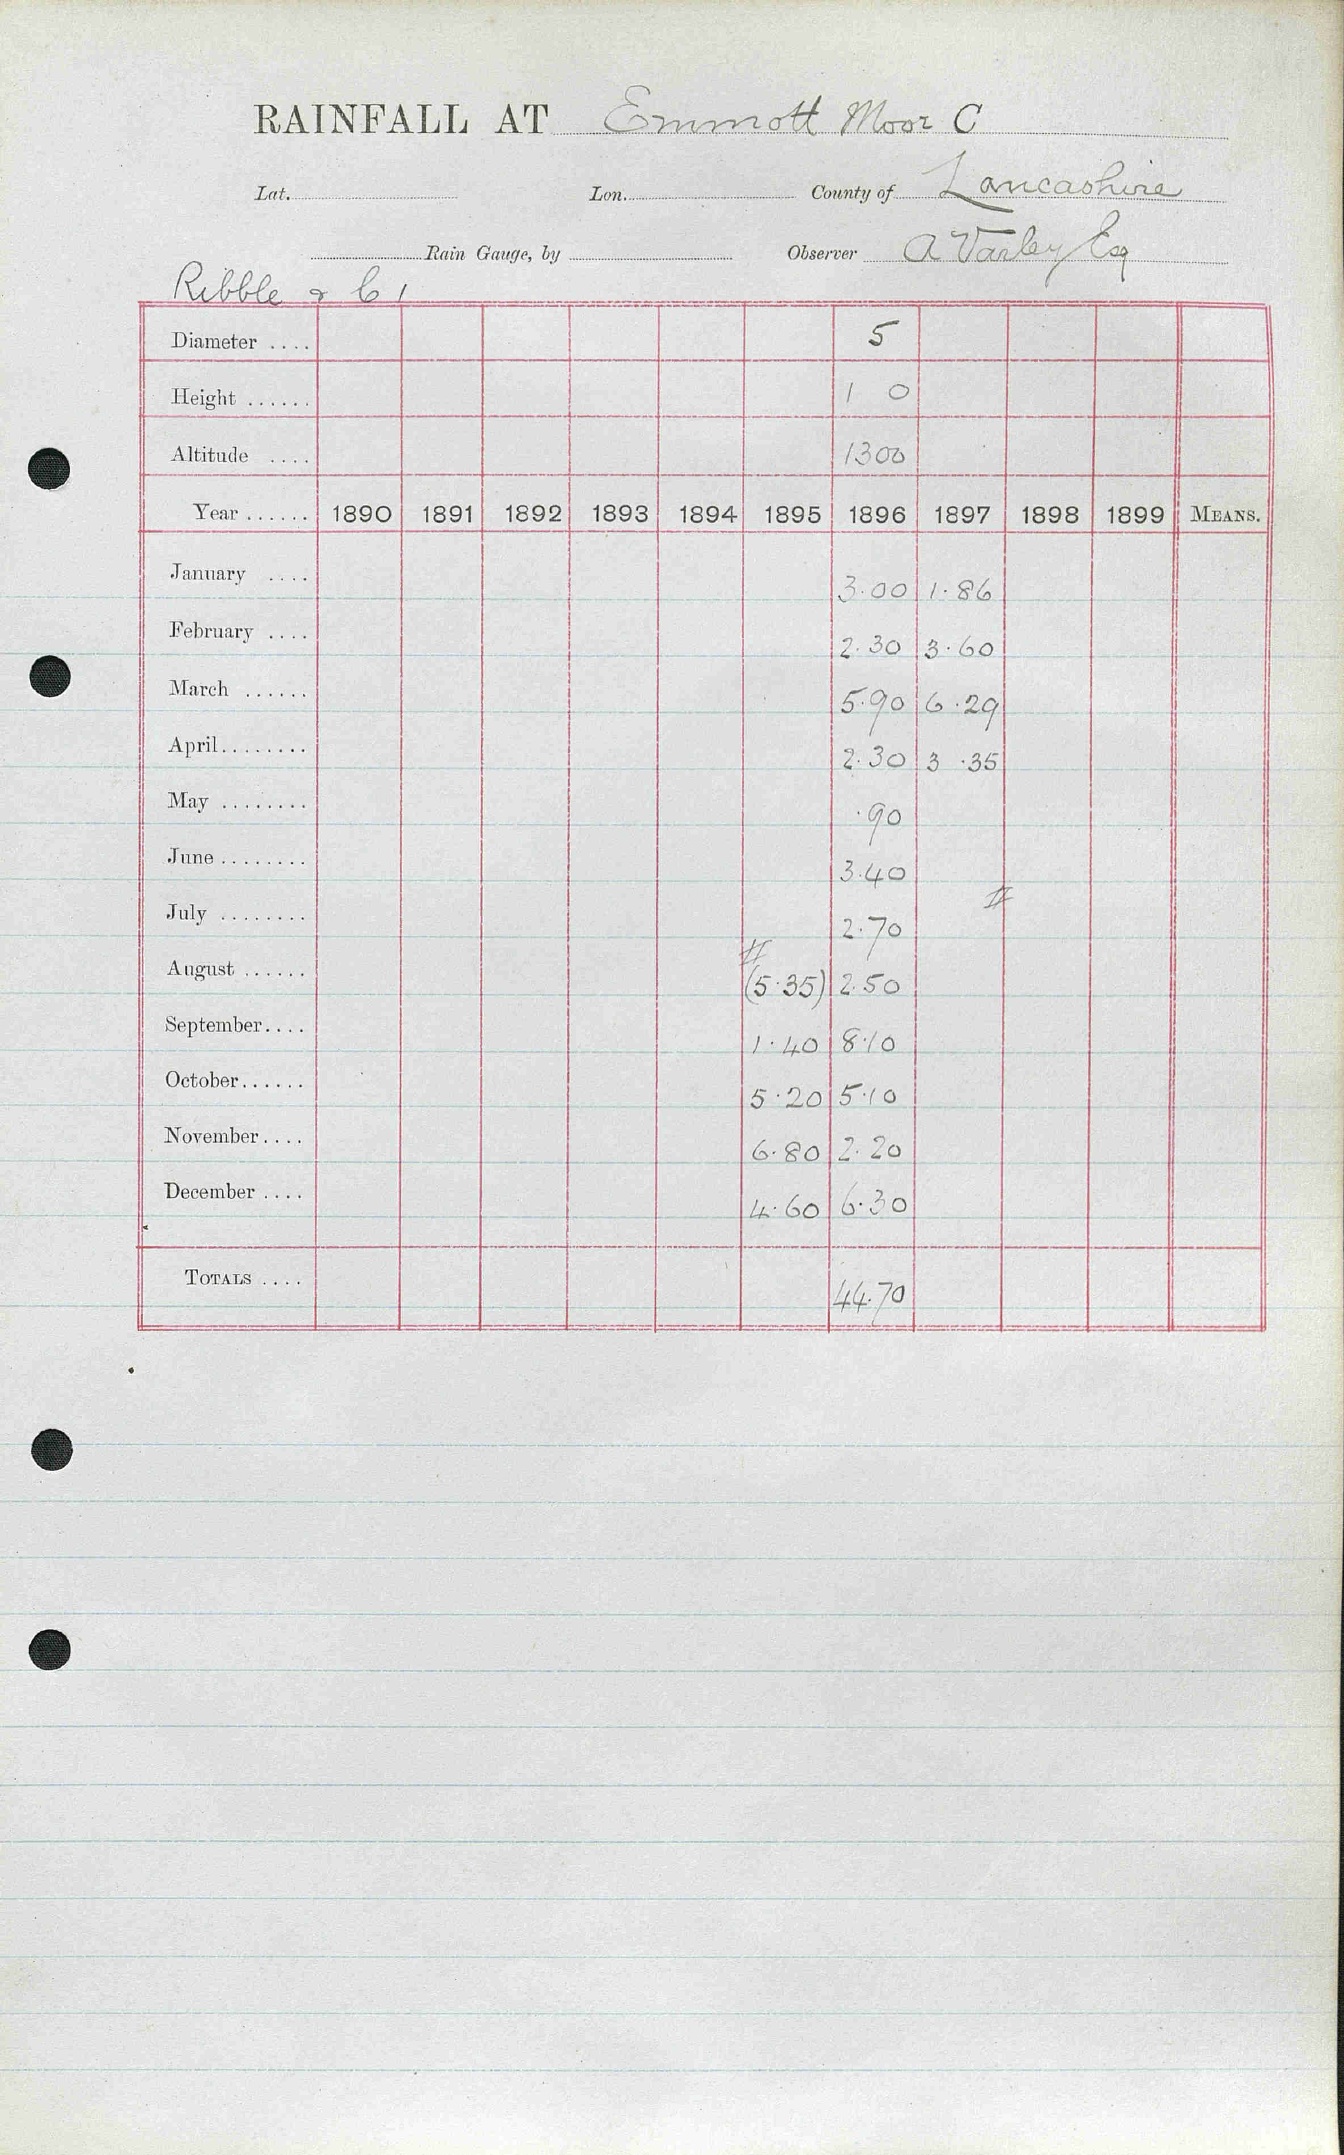 RAINFALL AT Emmott Moor C
Lat. Lon. County of Lancashire
Rain Gauge, by Observer A Varley Esq
Ribble &
Diameter .... 5
Height ...... 1 0
Altitude .... 1300
Year ...... 1890 1891 1892 1893 1894 1895 1896 1897 1898 1899 MEANS.
January .... 3.00 1.86
February .... 2.30 3.60
March ...... 5.90 6.29
April........ 2.30 3.35
May ........ .90
June ........ 3.40
July ........ 2.70
August ...... (5.35) 2.50
September.... 1.40 8.10
October...... 5.20 5.10
November.... 6.80 2.20
December .... 4.60 6.30
TOTALS .... 44.70